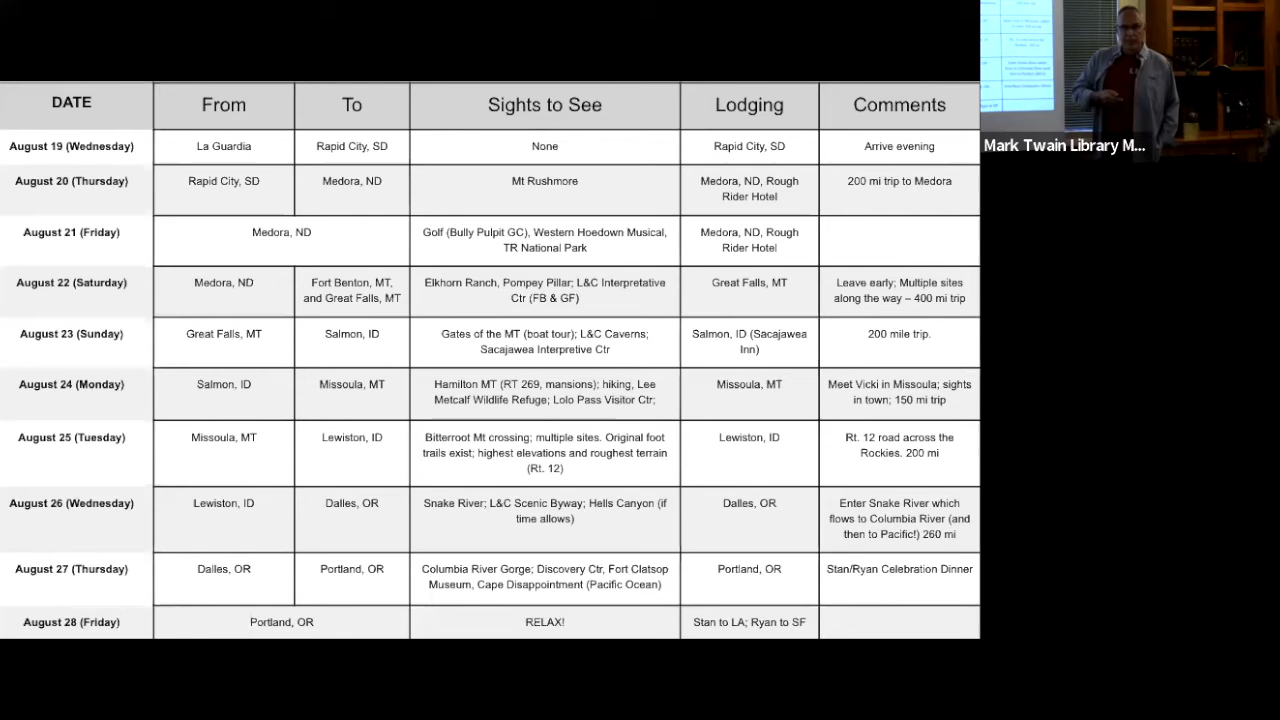 DATE From To Sights to See Lodging Comments
August 19 (Wednesday) La Guardia Rapid City, SD None Rapid City, SD Arrive evening
August 20 (Thursday) Rapid City, SD Medora, ND Mt Rushmore Medora, ND, Rough 200 mi trip to Medora
Rider Hotel
August 21 (Friday) Medora, ND Golf (Bully Pulpit GC), Western Hoedown Musical, Medora, ND, Rough
TR National Park Rider Hotel
August 22 (Saturday) Medora, ND Fort Benton, MT, Elkhorn Ranch, Pompey Pillar; L&C Interpretative Great Falls, MT Leave early; Multiple sites
and Great Falls, MT Ctr (FB & GF) along the way – 400 mi trip
August 23 (Sunday) Great Falls, MT Salmon, ID Gates of the MT (boat tour); L&C Caverns; Salmon, ID (Sacajawea 200 mile trip.
Sacajawea Interpretive Ctr Inn)
August 24 (Monday) Salmon, ID Missoula, MT Hamilton MT (RT 269, mansions); hiking, Lee Missoula, MT Meet Vicki in Missoula; sights
Metcalf Wildlife Refuge; Lolo Pass Visitor Ctr; in town; 150 mi trip
August 25 (Tuesday) Missoula, MT Lewiston, ID Bitterroot Mt crossing; multiple sites. Original foot Lewiston, ID Rt. 12 road across the
trails exist; highest elevations and roughest terrain Rockies. 200 mi
(Rt. 12)
August 26 (Wednesday) Lewiston, ID Dalles, OR Snake River; L&C Scenic Byway; Hells Canyon (if Dalles, OR Enter Snake River which
time allows) flows to Columbia River (and
then to Pacific!) 260 mi
August 27 (Thursday) Dalles, OR Portland, OR Columbia River Gorge; Discovery Ctr, Fort Clatsop Portland, OR Stan/Ryan Celebration Dinner
Museum, Cape Disappointment (Pacific Ocean)
August 28 (Friday) Portland, OR RELAX! Stan to LA; Ryan to SF
Mark Twain Library M...